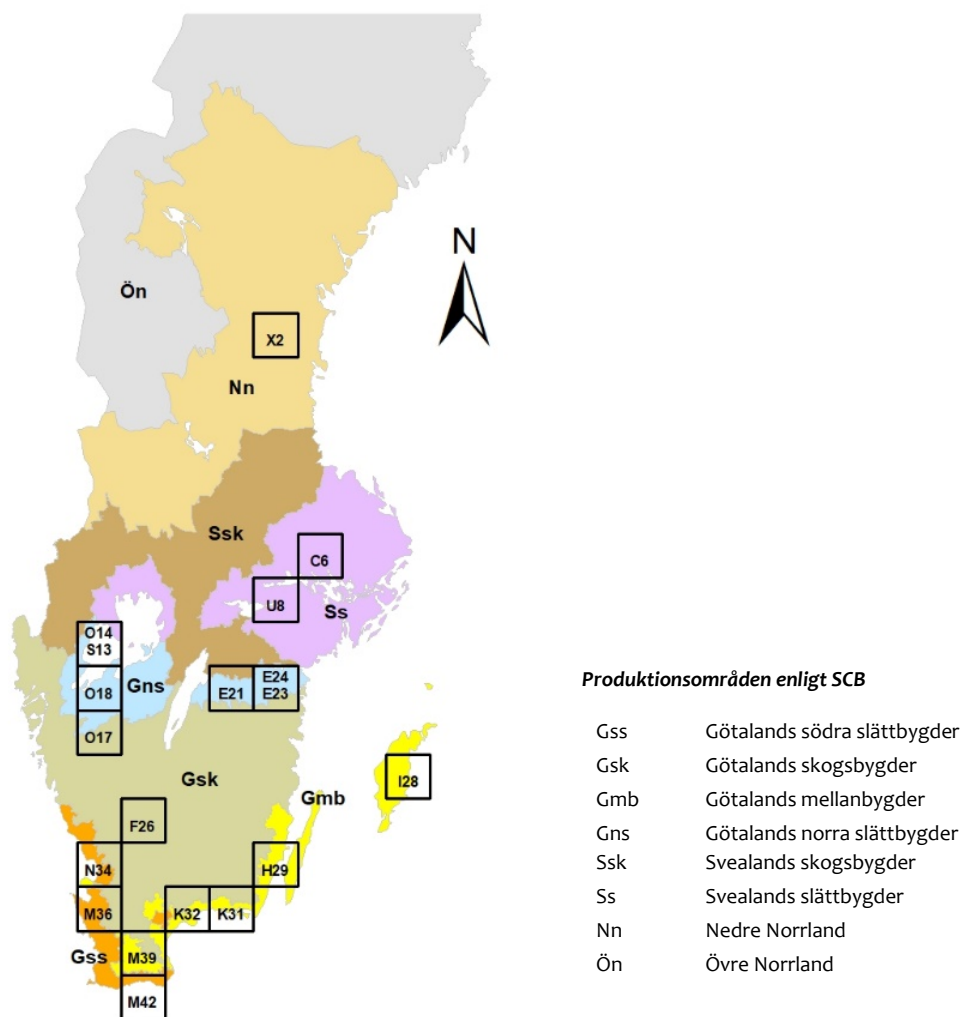 N
Ön
X2
Nn
Ssk
C6
U8
Ss
O14
S13
Gns
E24
O18
E21
E23
O17
Gsk
I28
Gmb
F26
N34
H29
M36
K32
K31
Gss
M39
M42
Produktionsområden enligt SCB
Gss Götalands södra slättbygder
Gsk Götalands skogsbygder
Gmb Götalands mellanbygder
Gns Götalands norra slättbygder
Ssk Svealands skogsbygder
Ss Svealands slättbygder
Nn Nedre Norrland
Ön Övre Norrland